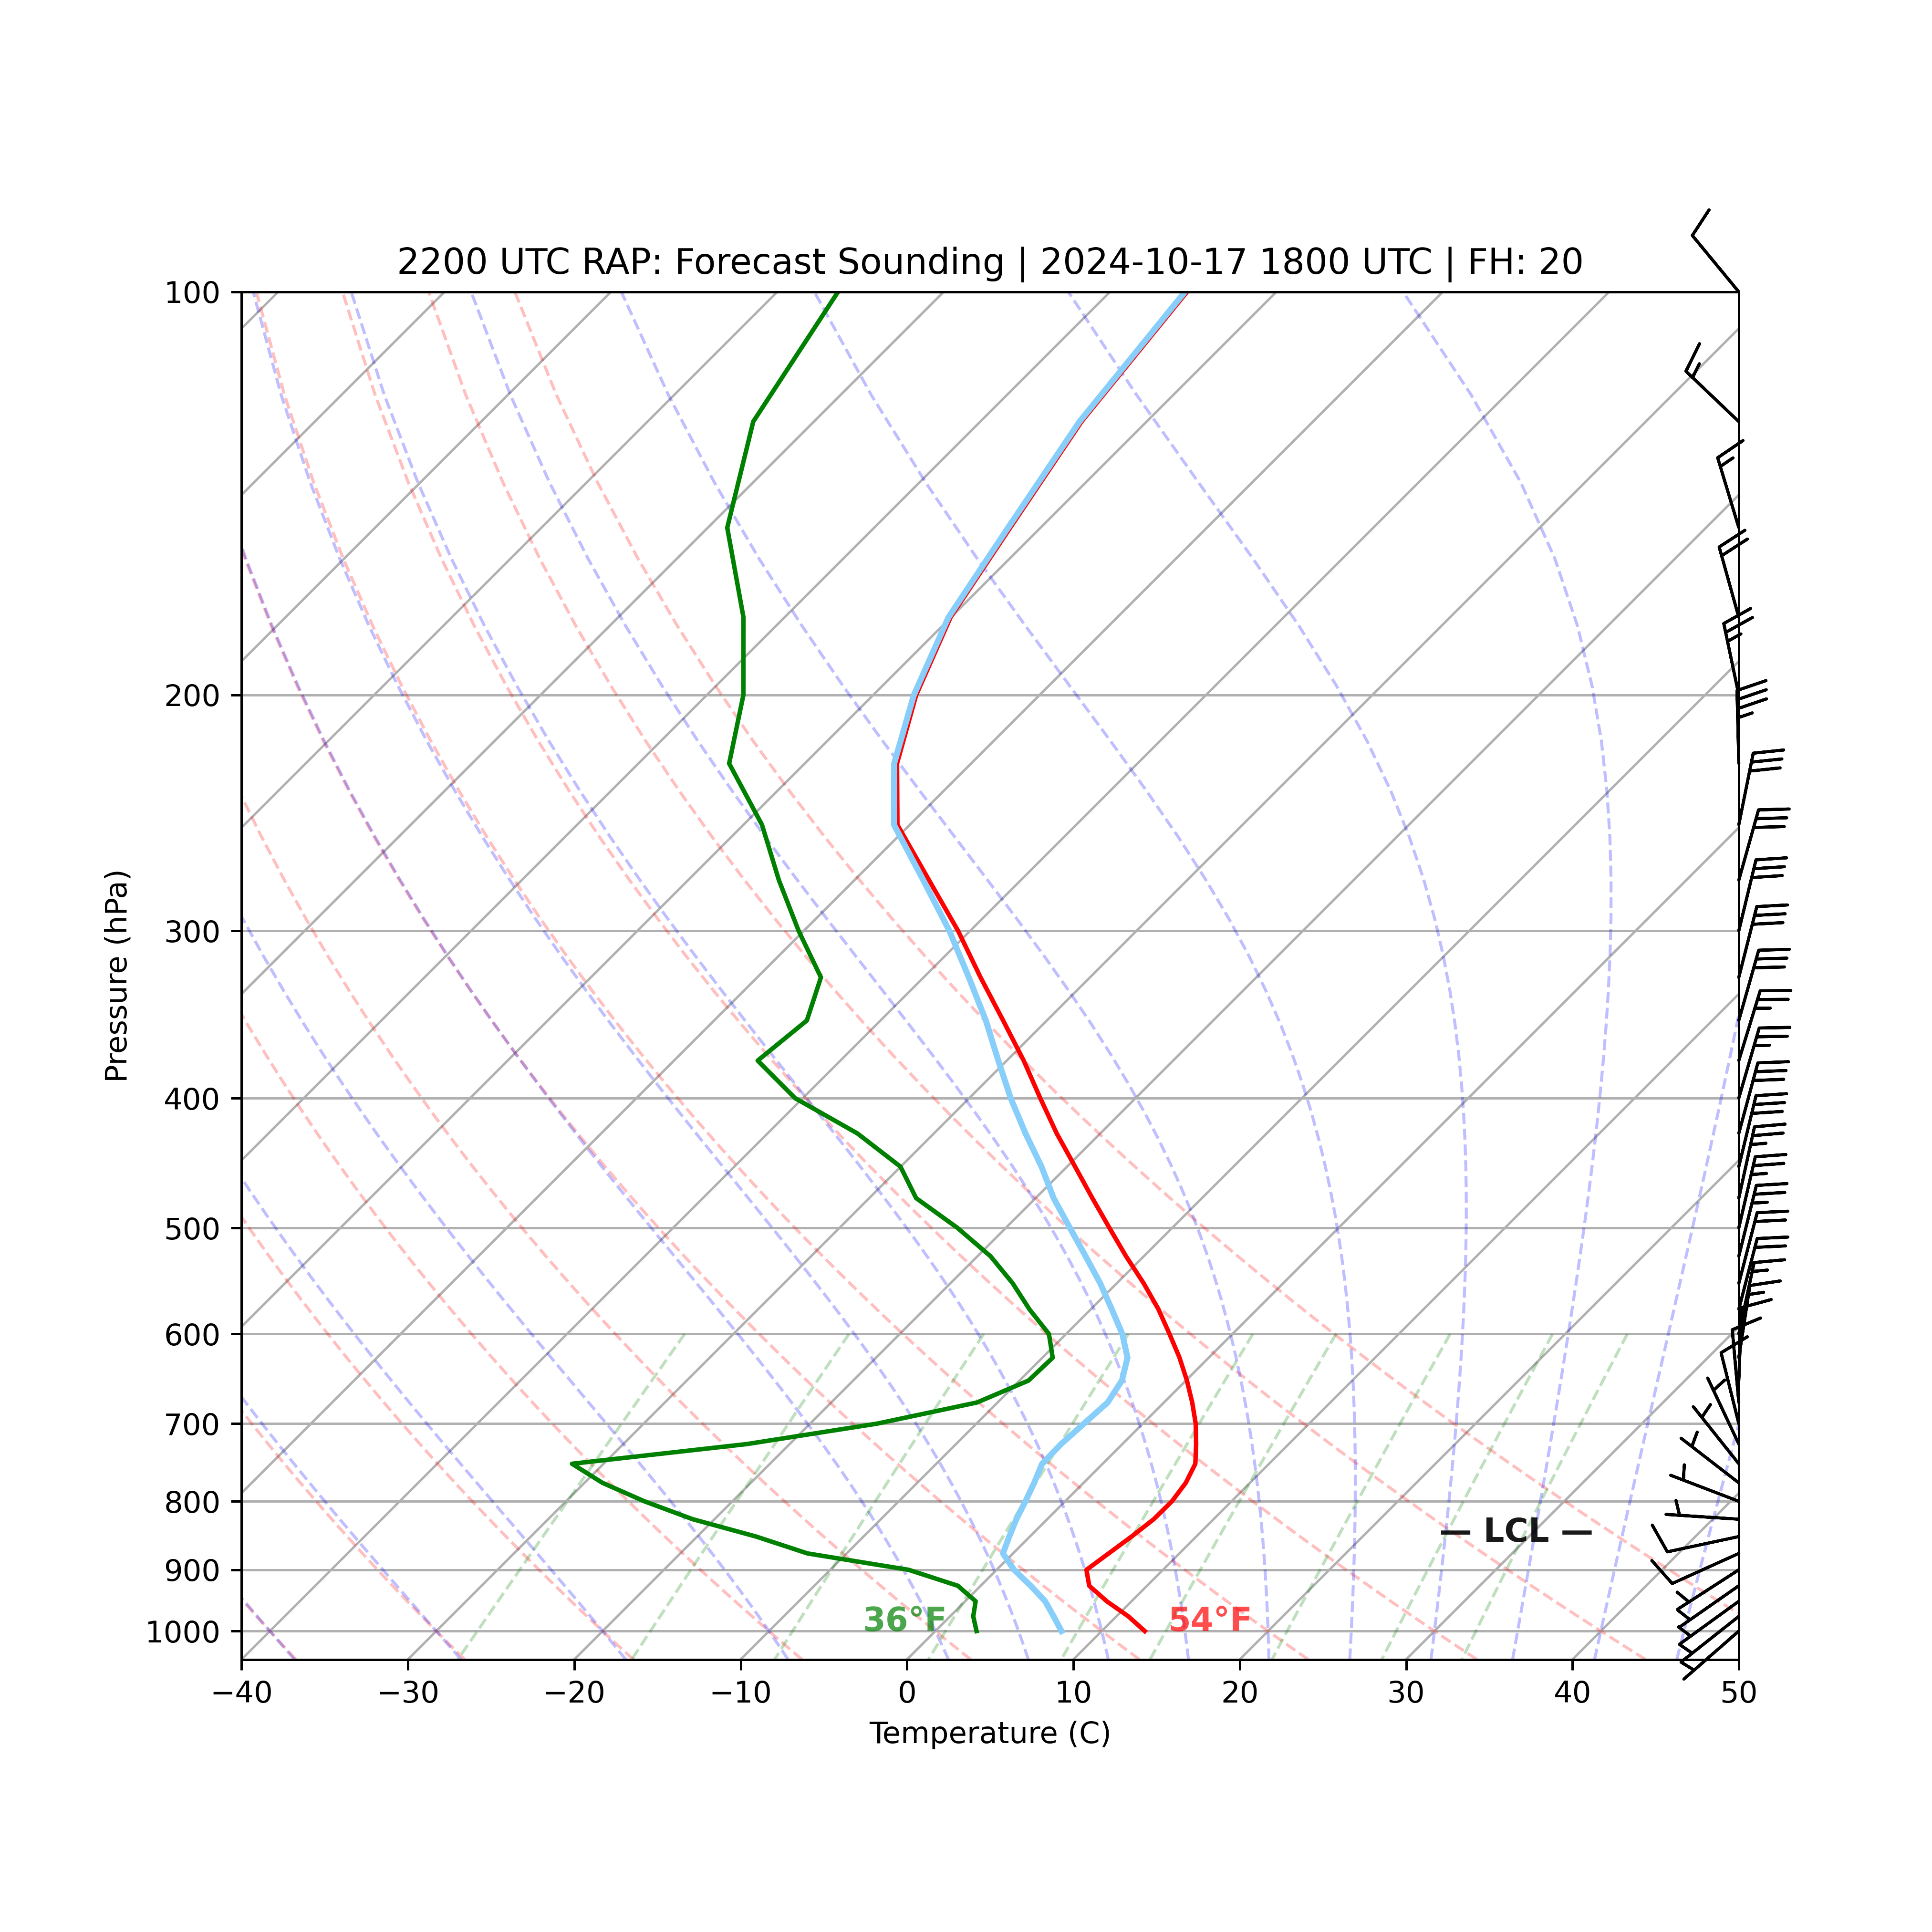 2200 UTC RAP: Forecast Sounding | 2024-10-17 1800 UTC | FH: 20
100
200
300
400
500
600
700
800
900
1000
Pressure (hPa)
— LCL —
36°F
54°F
−40 −30 −20 −10 0 10 20 30 40 50
Temperature (C)